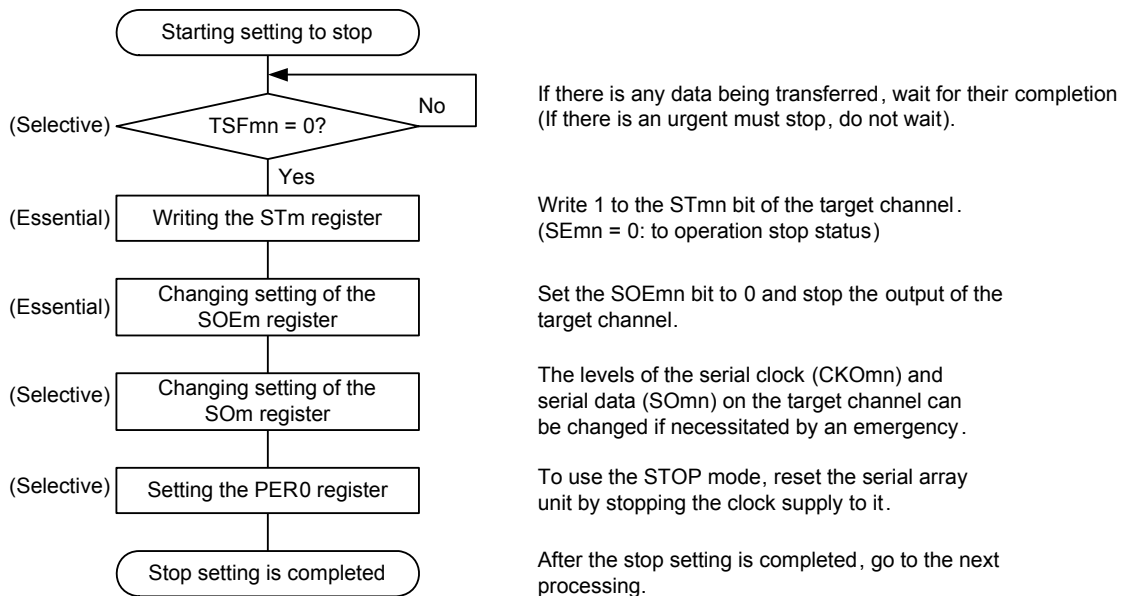 Starting setting to stop
No
If there is any data being transferred, wait for their completion
(If there is an urgent must stop, do not wait).
(Selective)
TSFmn = 0?
Yes
(Essential)
Writing the STm register
Write 1 to the STmn bit of the target channel.
(SEmn = 0: to operation stop status)
(Essential)
Changing setting of the
SOEm register
Set the SOEmn bit to 0 and stop the output of the
target channel.
(Selective)
Changing setting of the
SOm register
The levels of the serial clock (CKOmn) and
serial data (SOmn) on the target channel can
be changed if necessitated by an emergency.
(Selective)
Setting the PER0 register
To use the STOP mode, reset the serial array
unit by stopping the clock supply to it.
Stop setting is completed
After the stop setting is completed, go to the next
processing.